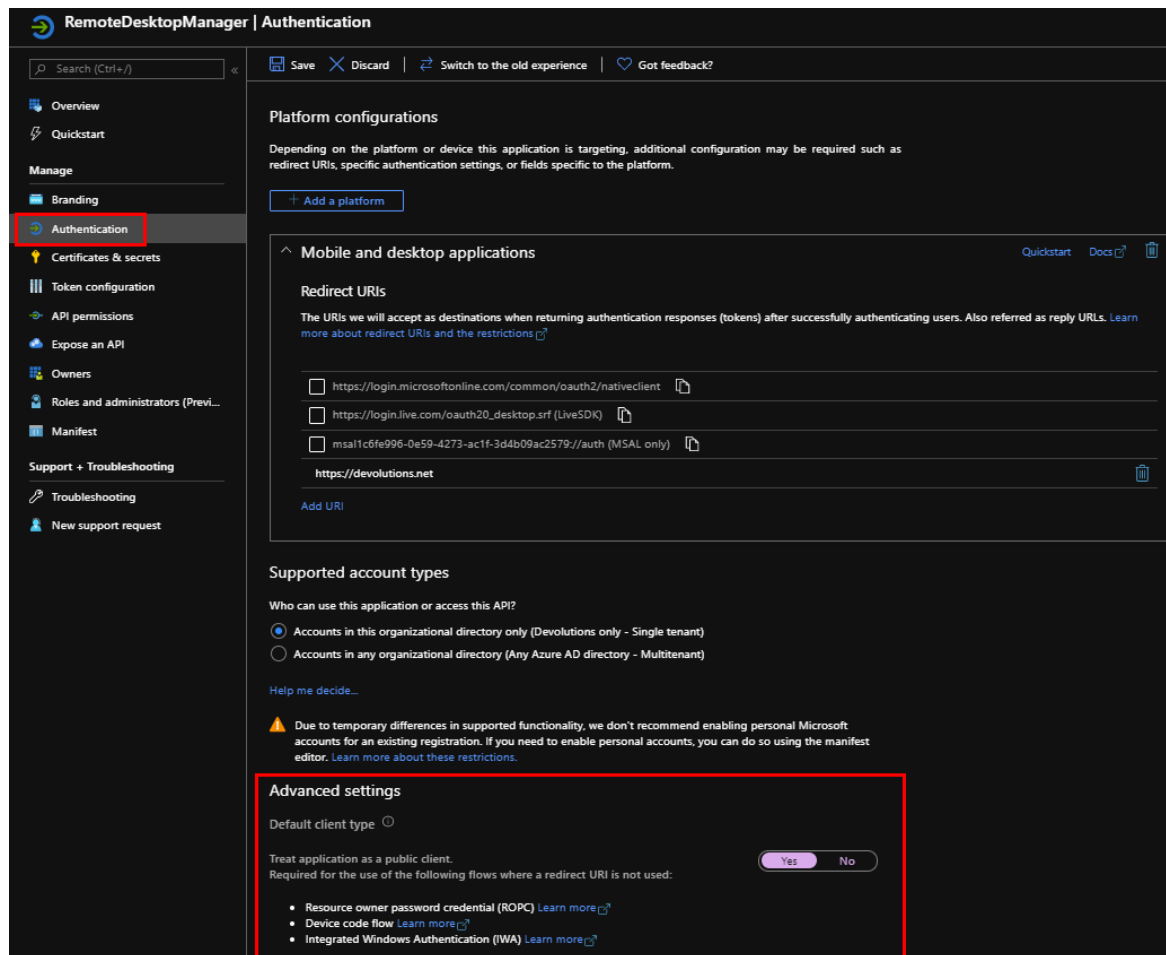 RemoteDesktopManager | Authentication
Search (Ctrl+/)
«
Overview
Quickstart
Manage
Branding
Authentication
Certificates & secrets
Token configuration
API permissions
Expose an API
Owners
Roles and administrators (Previ...
Manifest
Support + Troubleshooting
Troubleshooting
New support request
Save Discard Switch to the old experience Got feedback?
Platform configurations
Depending on the platform or device this application is targeting, additional configuration may be required such as
redirect URIs, specific authentication settings, or fields specific to the platform.
+ Add a platform
Mobile and desktop applications Quickstart Docs
Redirect URIs
The URIs we will accept as destinations when returning authentication responses (tokens) after successfully authenticating users. Also referred as reply URLs. Learn
more about redirect URIs and the restrictions
https://login.microsoftonline.com/common/oauth2/nativeclient
https://login.live.com/oauth20_desktop.srf (LiveSDK)
msal1c6fe996-0e59-4273-ac1f-3d4b09ac2579://auth (MSAL only)
https://devolutions.net
Add URI
Supported account types
Who can use this application or access this API?
Accounts in this organizational directory only (Devolutions only - Single tenant)
Accounts in any organizational directory (Any Azure AD directory - Multitenant)
Help me decide...
Due to temporary differences in supported functionality, we don't recommend enabling personal Microsoft
accounts for an existing registration. If you need to enable personal accounts, you can do so using the manifest
editor. Learn more about these restrictions.
Advanced settings
Default client type
Treat application as a public client. Yes No
Required for the use of the following flows where a redirect URI is not used:
• Resource owner password credential (ROPC) Learn more
• Device code flow Learn more
• Integrated Windows Authentication (IWA) Learn more